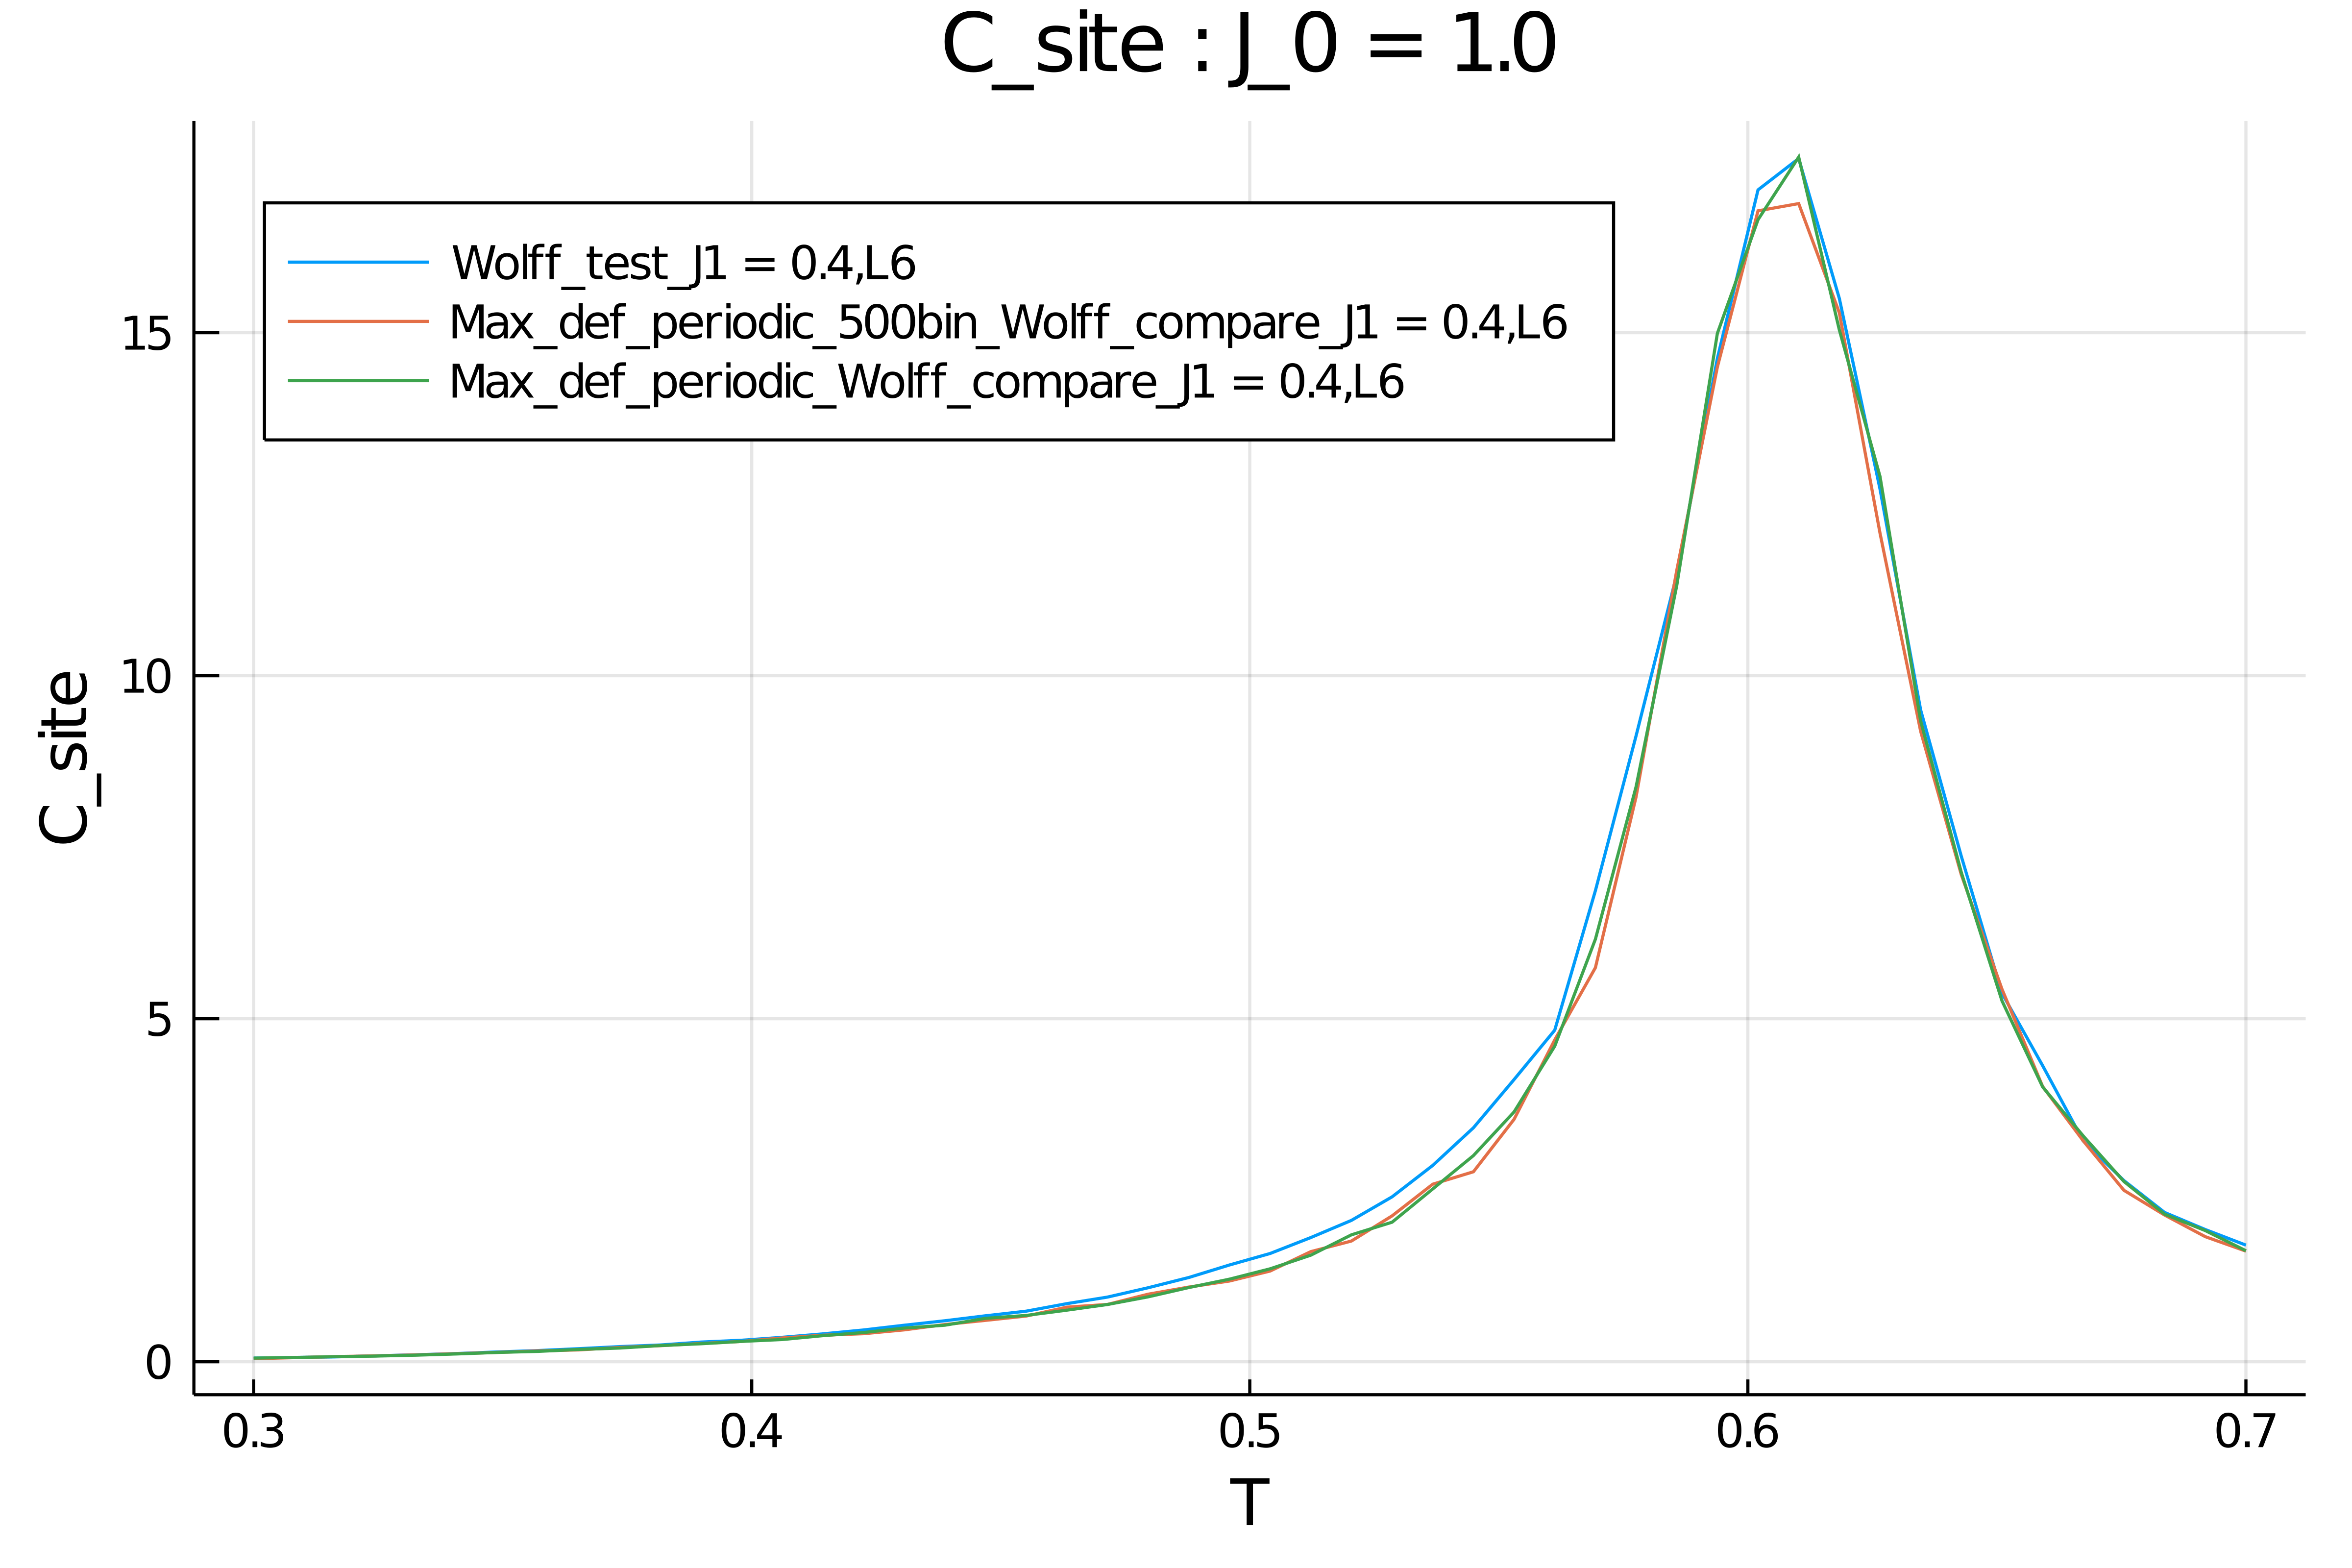 C_site : J_0 = 1.0
Wolff_test_J1 = 0.4,L6
Max_def_periodic_500bin_Wolff_compare_J1 = 0.4,L6
Max_def_periodic_Wolff_compare_J1 = 0.4,L6
15
10
5
0
C_site
0.3 0.4 0.5 0.6 0.7
T